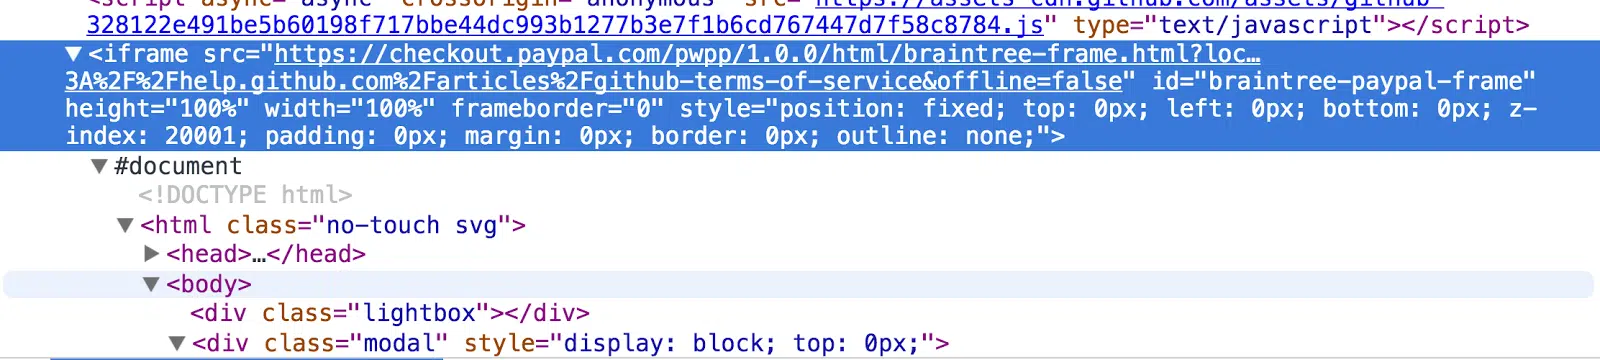 <script async="async" crossorigin="anonymous" src="https://assets-cdn.github.com/assets/github-
328122e491be5b60198f717bbe44dc993b1277b3e7f1b6cd767447d7f58c8784.js" type="text/javascript"></script>
▼<iframe src="https://checkout.paypal.com/pwpp/1.0.0/html/braintree-frame.html?loc…
3A%2F%2Fhelp.github.com%2Farticles%2Fgithub-terms-of-service&offline=false" id="braintree-paypal-frame"
height="100%" width="100%" frameborder="0" style="position: fixed; top: 0px; left: 0px; bottom: 0px; z-
index: 20001; padding: 0px; margin: 0px; border: 0px; outline: none;">
▼#document
<!DOCTYPE html>
▼<html class="no-touch svg">
▶<head>…</head>
▼<body>
<div class="lightbox"></div>
▼<div class="modal" style="display: block; top: 0px;">